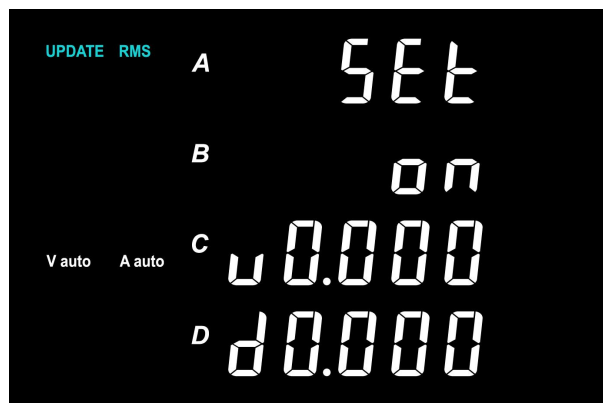 UPDATE RMS A SEt
B on
C u0.000
V auto A auto
D d0.000